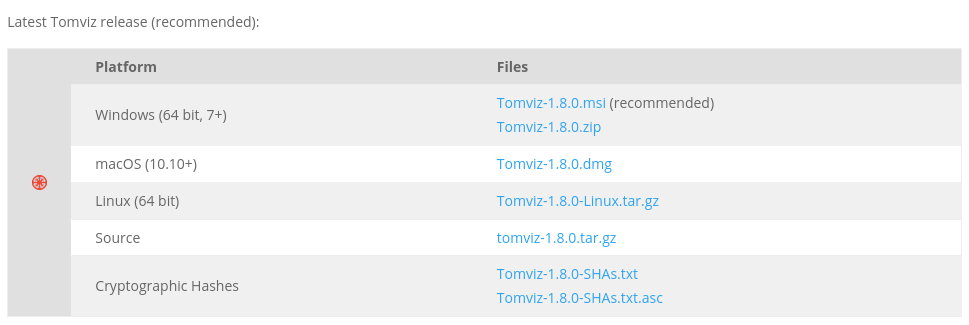 Latest Tomviz release (recommended):
Platform Files
Windows (64 bit, 7+)
Tomviz-1.8.0.msi (recommended)
Tomviz-1.8.0.zip
macOS (10.10+) Tomviz-1.8.0.dmg
Linux (64 bit) Tomviz-1.8.0-Linux.tar.gz
Source tomviz-1.8.0.tar.gz
Cryptographic Hashes
Tomviz-1.8.0-SHAs.txt
Tomviz-1.8.0-SHAs.txt.asc